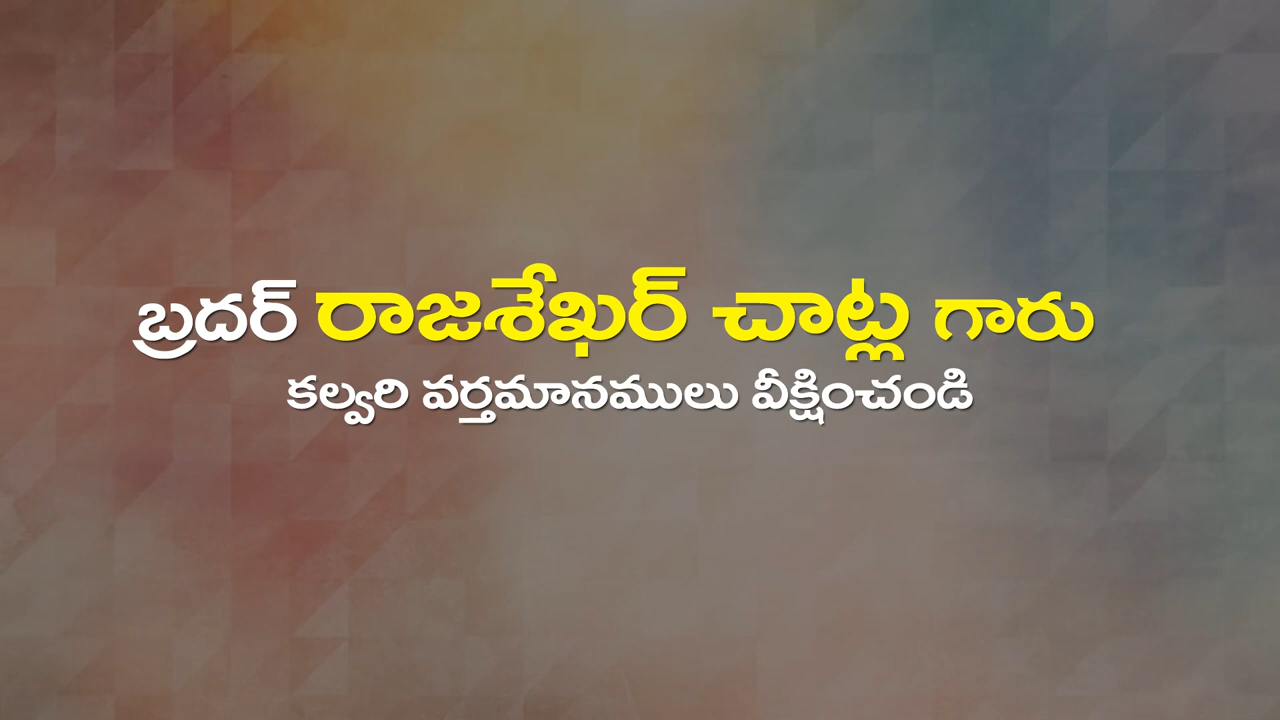 బ్రదర్ రాజశేఖర్ చాట్ల గారు
కల్వరి వర్తమానములు వీక్షించండి